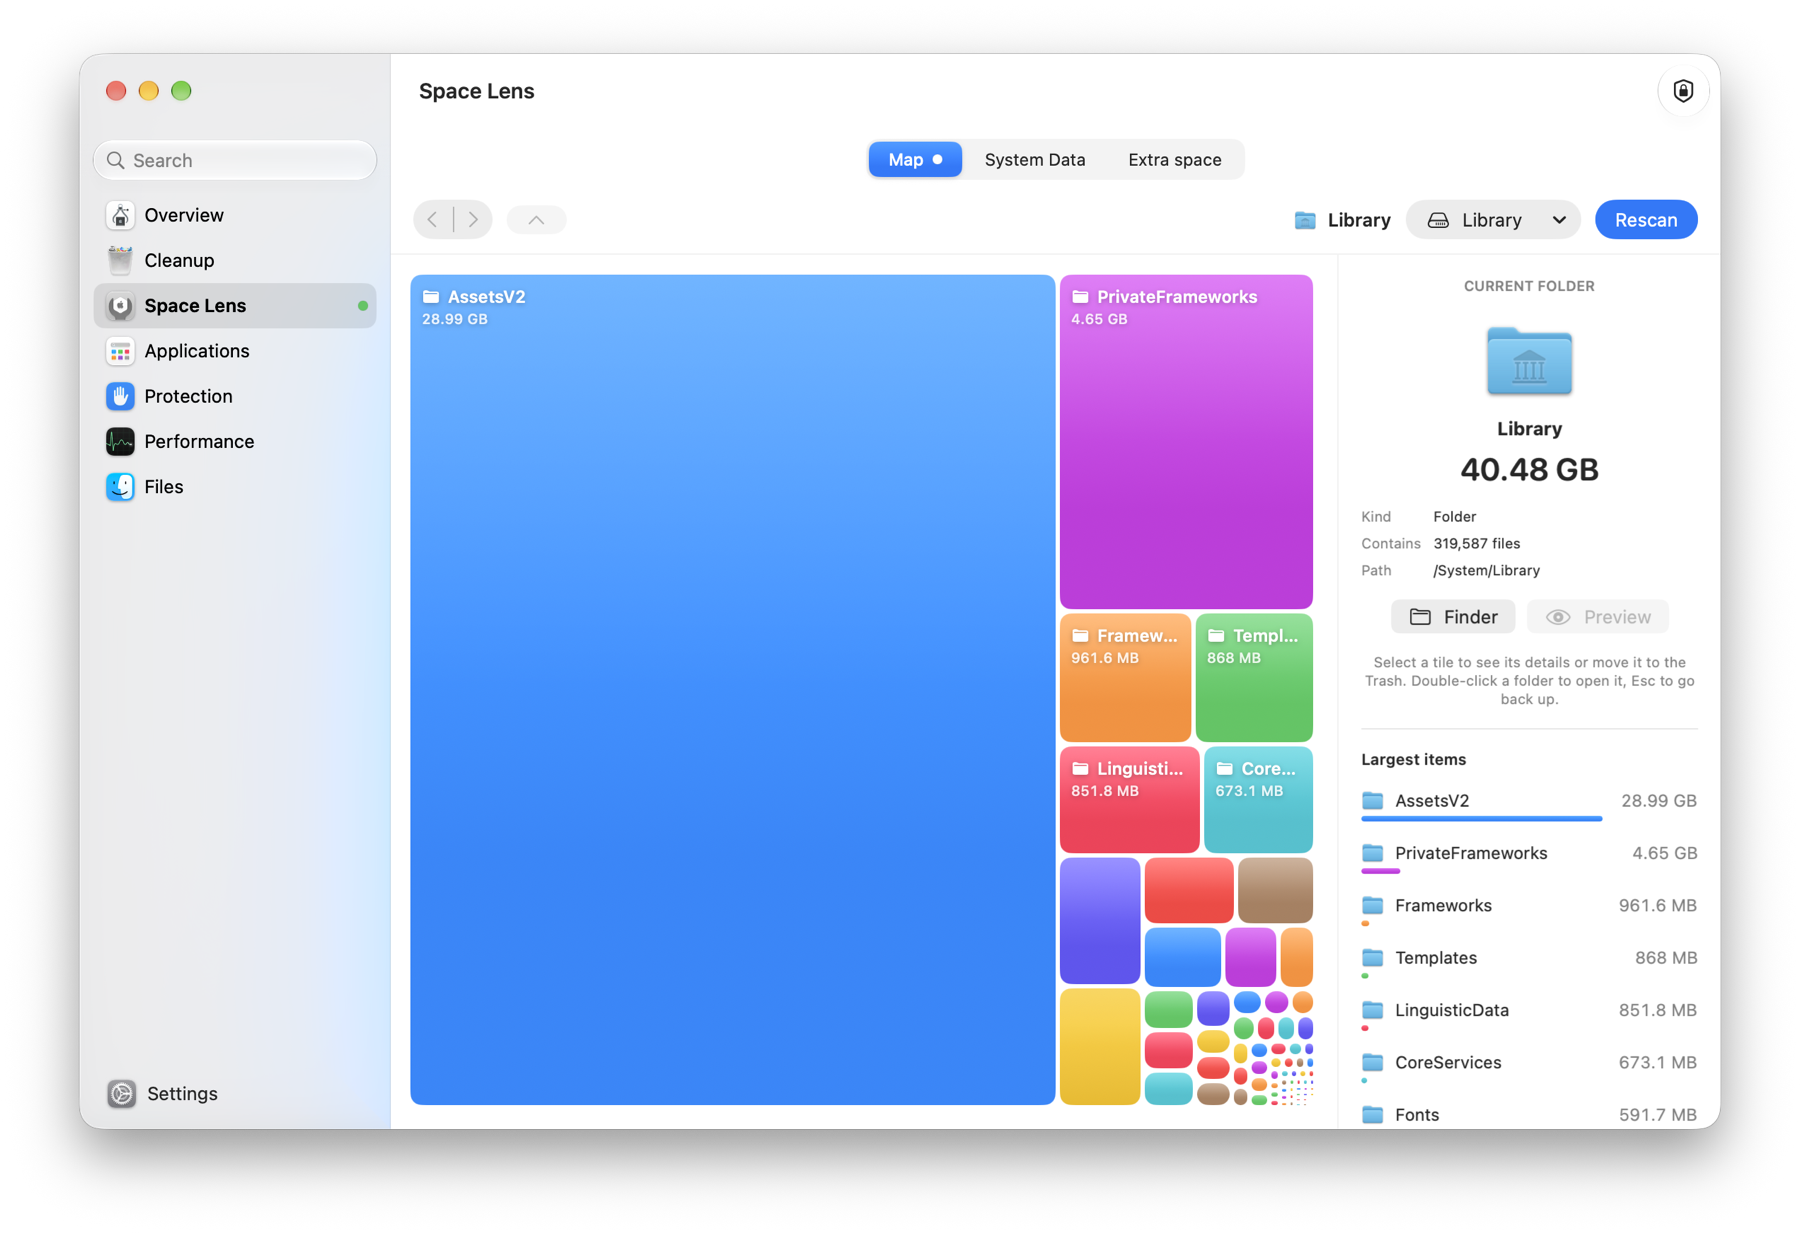 Space Lens
Search
Overview
Cleanup
Space Lens
Applications
Protection
Performance
Files
Settings
Map
System Data
Extra space
Library
Library
Rescan
AssetsV2
28.99 GB
PrivateFrameworks
4.65 GB
Framew...
961.6 MB
Templ...
868 MB
Linguisti...
851.8 MB
Core...
673.1 MB
CURRENT FOLDER
Library
40.48 GB
Kind Folder
Contains 319,587 files
Path /System/Library
Finder
Preview
Select a tile to see its details or move it to the
Trash. Double-click a folder to open it, Esc to go
back up.
Largest items
AssetsV2 28.99 GB
PrivateFrameworks 4.65 GB
Frameworks 961.6 MB
Templates 868 MB
LinguisticData 851.8 MB
CoreServices 673.1 MB
Fonts 591.7 MB